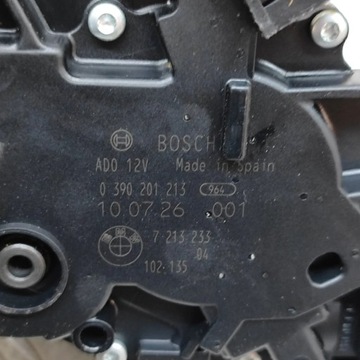 BOSCH
ADO 12V Made in Spain
0 390 201 213 964
10.07.26 001
7 213 233
04
102-135